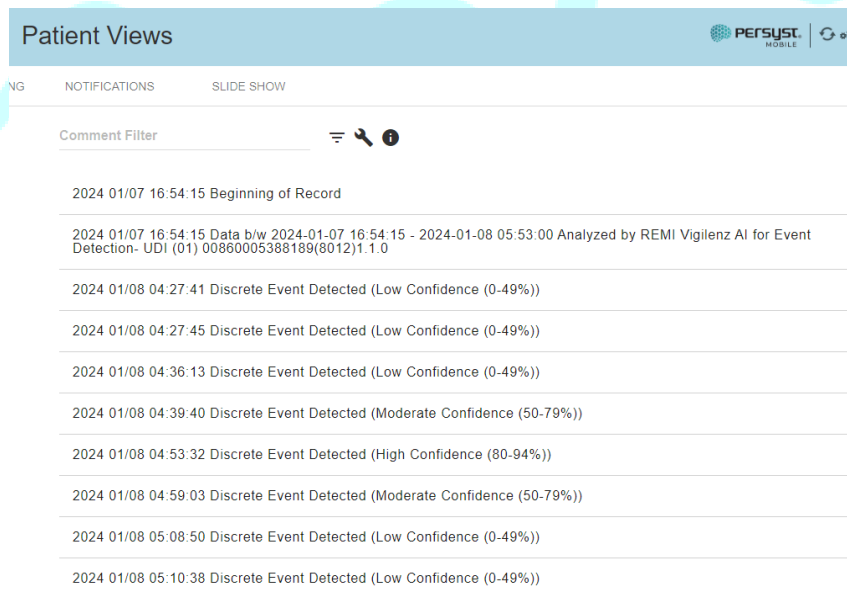 Patient Views
PERSYST.
MOBILE
NOTIFICATIONS
SLIDE SHOW
Comment Filter
2024 01/07 16:54:15 Beginning of Record
2024 01/07 16:54:15 Data b/w 2024-01-07 16:54:15 - 2024-01-08 05:53:00 Analyzed by REMI Vigilenz AI for Event
Detection- UDI (01) 00860005388189(8012)1.1.0
2024 01/08 04:27:41 Discrete Event Detected (Low Confidence (0-49%))
2024 01/08 04:27:45 Discrete Event Detected (Low Confidence (0-49%))
2024 01/08 04:36:13 Discrete Event Detected (Low Confidence (0-49%))
2024 01/08 04:39:40 Discrete Event Detected (Moderate Confidence (50-79%))
2024 01/08 04:53:32 Discrete Event Detected (High Confidence (80-94%))
2024 01/08 04:59:03 Discrete Event Detected (Moderate Confidence (50-79%))
2024 01/08 05:08:50 Discrete Event Detected (Low Confidence (0-49%))
2024 01/08 05:10:38 Discrete Event Detected (Low Confidence (0-49%))